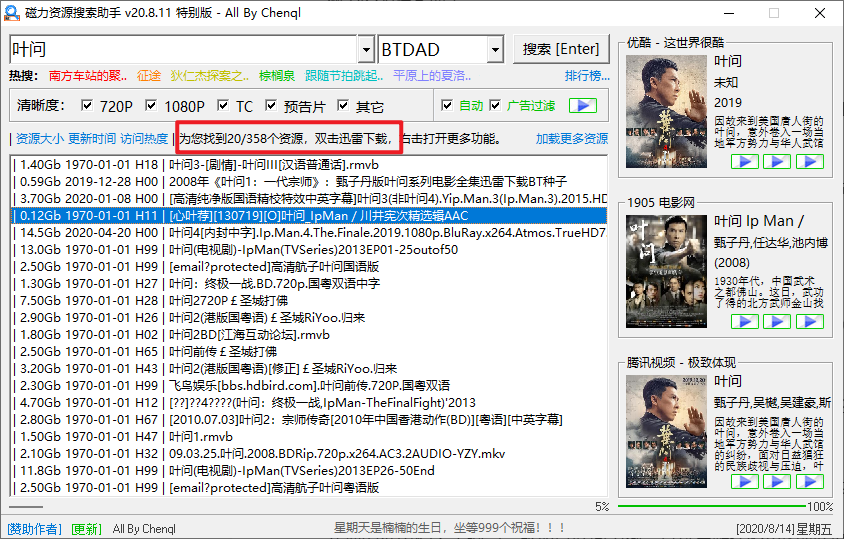 磁力资源搜索助手 v20.8.11 特别版 - All By Chenql
叶问
BTDAD
搜索 [Enter]
热搜： 南方车站的聚.. 征途 狄仁杰探案之.. 棕榈泉 跟随节拍跳起.. 平原上的夏洛.. 排行榜...
清晰度： 720P 1080P TC 预告片 其它 自动 广告过滤
资源大小 更新时间 访问热度 | 为您找到20/358个资源，双击迅雷下载，右击打开更多功能。 加载更多资源
| 1.40Gb 1970-01-01 H18 | 叶问3-[剧情]-叶问III[汉语普通话].rmvb
| 0.59Gb 2019-12-28 H00 | 2008年《叶问1：一代宗师》：甄子丹版叶问系列电影全集迅雷下载BT种子
| 3.70Gb 2020-01-08 H00 | [高清纯净版国语精校特效中英字幕]叶问3(非叶问4).Yip.Man.3(Ip.Man.3).2015.HD
| 0.12Gb 1970-01-01 H11 | [心叶荐][130719][O]叶问_IpMan / 川井宪次精选辑AAC
| 14.5Gb 2020-04-20 H00 | 叶问4[内封中字].Ip.Man.4.The.Finale.2019.1080p.BluRay.x264.Atmos.TrueHD7
| 13.0Gb 1970-01-01 H99 | 叶问(电视剧)-IpMan(TVSeries)2013EP01-25outof50
| 2.50Gb 1970-01-01 H99 | [email?protected]高清航子叶问国语版
| 1.30Gb 1970-01-01 H27 | 叶问：终极一战.BD.720p.国粤双语中字
| 7.50Gb 1970-01-01 H28 | 叶问2720P￡圣城打佛
| 2.90Gb 1970-01-01 H26 | 叶问2(港版国粤语)￡圣城RiYoo.归来
| 1.80Gb 1970-01-01 H02 | 叶问2BD[江海互动论坛].rmvb
| 2.50Gb 1970-01-01 H65 | 叶问前传￡圣城打佛
| 3.20Gb 1970-01-01 H43 | 叶问2(港版国粤语)[修正]￡圣城RiYoo.归来
| 2.30Gb 1970-01-01 H99 | 飞鸟娱乐[bbs.hdbird.com].叶问前传.720P.国粤双语
| 4.70Gb 1970-01-01 H12 | [??]??4????(叶问：终极一战,IpMan-TheFinalFight)'2013
| 2.80Gb 1970-01-01 H67 | [2010.07.03]叶问2：宗师传奇[2010年中国香港动作(BD)][粤语][中英字幕]
| 1.50Gb 1970-01-01 H47 | 叶问1.rmvb
| 2.10Gb 1970-01-01 H32 | 09.03.25.叶问.2008.BDRip.720p.x264.AC3.2AUDIO-YZY.mkv
| 11.8Gb 1970-01-01 H99 | 叶问(电视剧)-IpMan(TVSeries)2013EP26-50End
| 2.50Gb 1970-01-01 H99 | [email?protected]高清航子叶问粤语版
5%
优酷 - 这世界很酷
叶问
未知
2019
因敢来到美国唐人街的
叶问，意外卷入一场当
地军方势力与华人武馆
1905 电影网
叶问 Ip Man /
甄子丹,任达华,池内博
(2008)
1930年代，中国武术
之都佛山。这日，武功
了得的北方武师金山找
腾讯视频 - 极致体现
叶问
甄子丹,吴樾,吴建豪,斯
因敢来到美国唐人街的
叶问，意外卷入一场当
地军方势力与华人武馆
的纠纷，面对日益猖狂
的民族歧视与压迫，叶
100%
[赞助作者] [更新] All By Chenql
星期天是楠楠的生日，坐等999个祝福！！！
[2020/8/14]星期五